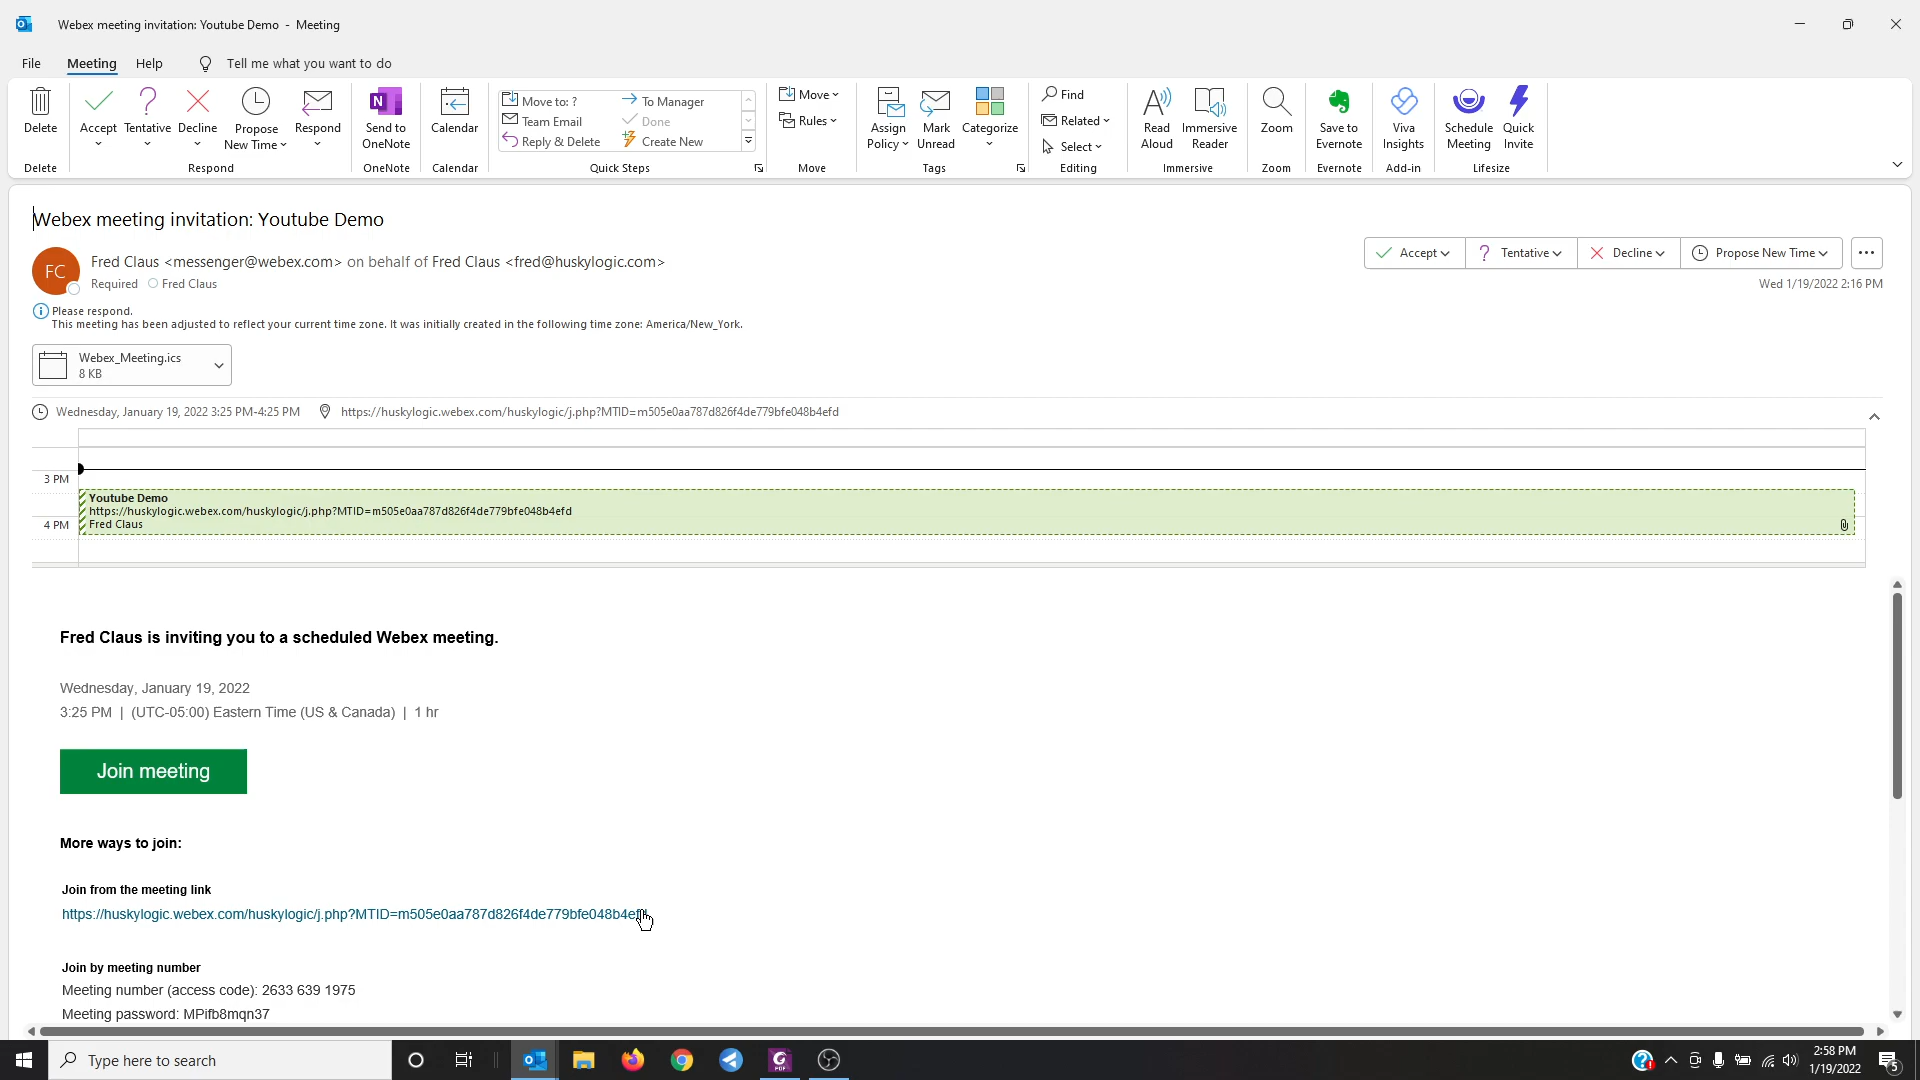 Webex meeting invitation: Youtube Demo - Meeting
File Meeting Help Tell me what you want to do
Delete
Accept
Tentative
Decline
Propose
New Time
Respond
Send to
OneNote
Calendar
Move to: ?
To Manager
Team Email
Done
Reply & Delete
Create New
Move
Rules
Assign
Policy
Mark
Unread
Categorize
Find
Related
Select
Read
Aloud
Immersive
Reader
Zoom
Save to
Evernote
Viva
Insights
Schedule
Meeting
Quick
Invite
Delete Respond OneNote Calendar Quick Steps Move Tags Editing Immersive Zoom Evernote Add-in Lifesize
Webex meeting invitation: Youtube Demo
FC
Fred Claus <messenger@webex.com> on behalf of Fred Claus <fred@huskylogic.com>
Required Fred Claus
Accept Tentative Decline Propose New Time
Wed 1/19/2022 2:16 PM
Please respond.
This meeting has been adjusted to reflect your current time zone. It was initially created in the following time zone: America/New_York.
Webex_Meeting.ics
8 KB
Wednesday, January 19, 2022 3:25 PM-4:25 PM https://huskylogic.webex.com/huskylogic/j.php?MTID=m505e0aa787d826f4de779bfe048b4efd
3 PM
Youtube Demo
https://huskylogic.webex.com/huskylogic/j.php?MTID=m505e0aa787d826f4de779bfe048b4efd
4 PM
Fred Claus
Fred Claus is inviting you to a scheduled Webex meeting.
Wednesday, January 19, 2022
3:25 PM | (UTC-05:00) Eastern Time (US & Canada) | 1 hr
Join meeting
More ways to join:
Join from the meeting link
https://huskylogic.webex.com/huskylogic/j.php?MTID=m505e0aa787d826f4de779bfe048b4efd
Join by meeting number
Meeting number (access code): 2633 639 1975
Meeting password: MPifb8mqn37
Type here to search
2:58 PM
1/19/2022
5